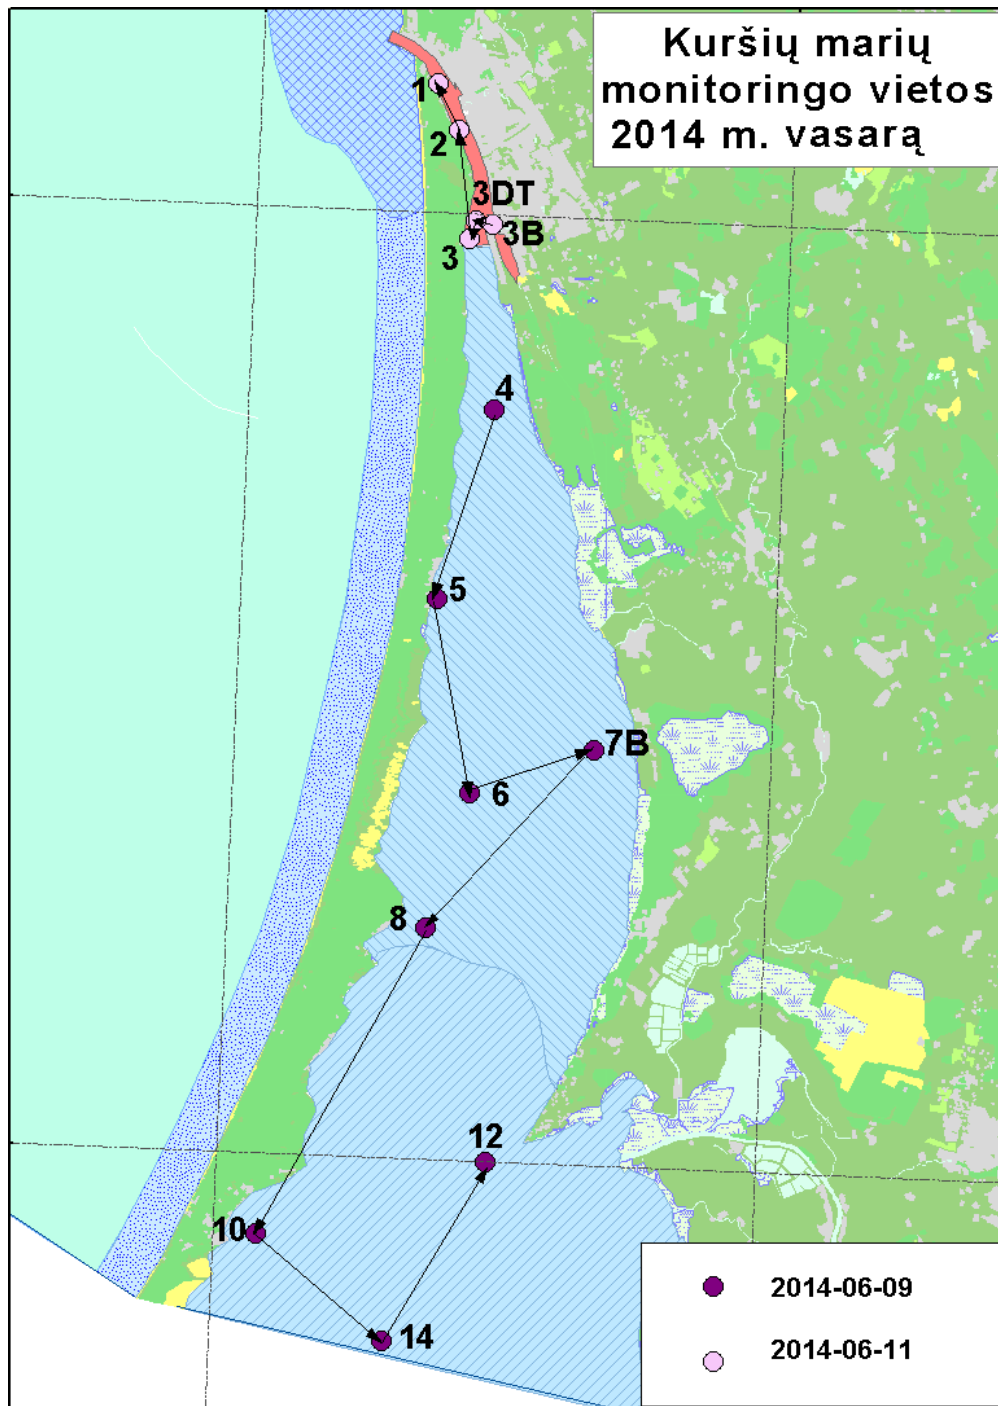 Kuršių marių
monitoringo vietos
2014 m. vasarą
1
2
3DT
3B
3
4
5
7B
6
8
12
10
14
2014-06-09
2014-06-11